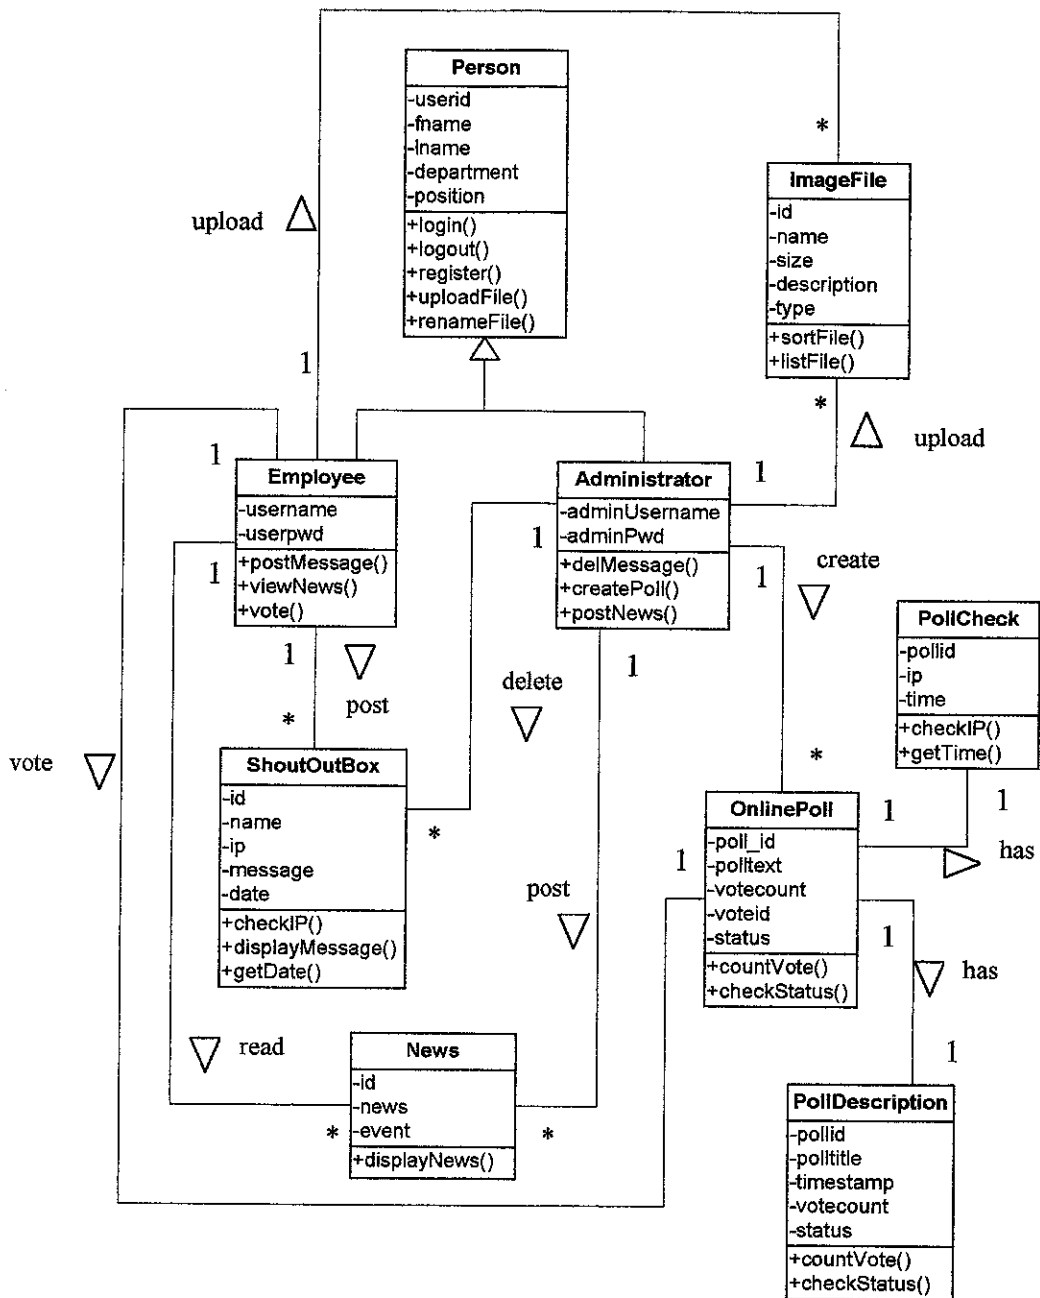 Person
-userid
-fname
-lname
-department
-position
+login()
+logout()
+register()
+uploadFile()
+renameFile()
*
ImageFile
-id
-name
-size
-description
-type
+sortFile()
+listFile()
upload
1
*
upload
1
Employee
-username
-userpwd
+postMessage()
+viewNews()
+vote()
1
1
Administrator
-adminUsername
-adminPwd
+delMessage()
+createPoll()
+postNews()
1
1
1
create
1
post
*
delete
1
PollCheck
-pollid
-ip
-time
+checkIP()
+getTime()
vote
ShoutOutBox
-id
-name
-ip
-message
-date
+checkIP()
+displayMessage()
+getDate()
*
*
OnlinePoll
-poll_id
-polltext
-votecount
-voteid
-status
+countVote()
+checkStatus()
1
1
1
has
post
1
has
1
read
News
-id
-news
-event
+displayNews()
*
*
PollDescription
-pollid
-polltitle
-timestamp
-votecount
-status
+countVote()
+checkStatus()